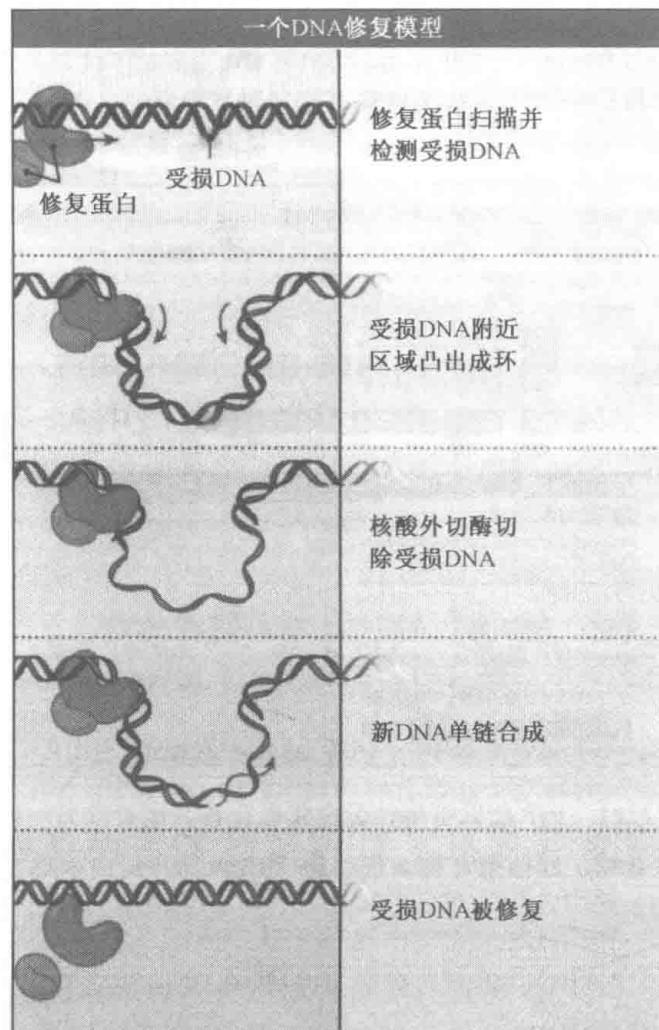 一个DNA修复模型
修复蛋白扫描并
检测受损DNA
受损DNA
修复蛋白
受损DNA附近
区域凸出成环
核酸外切酶切
除受损DNA
新DNA单链合成
受损DNA被修复